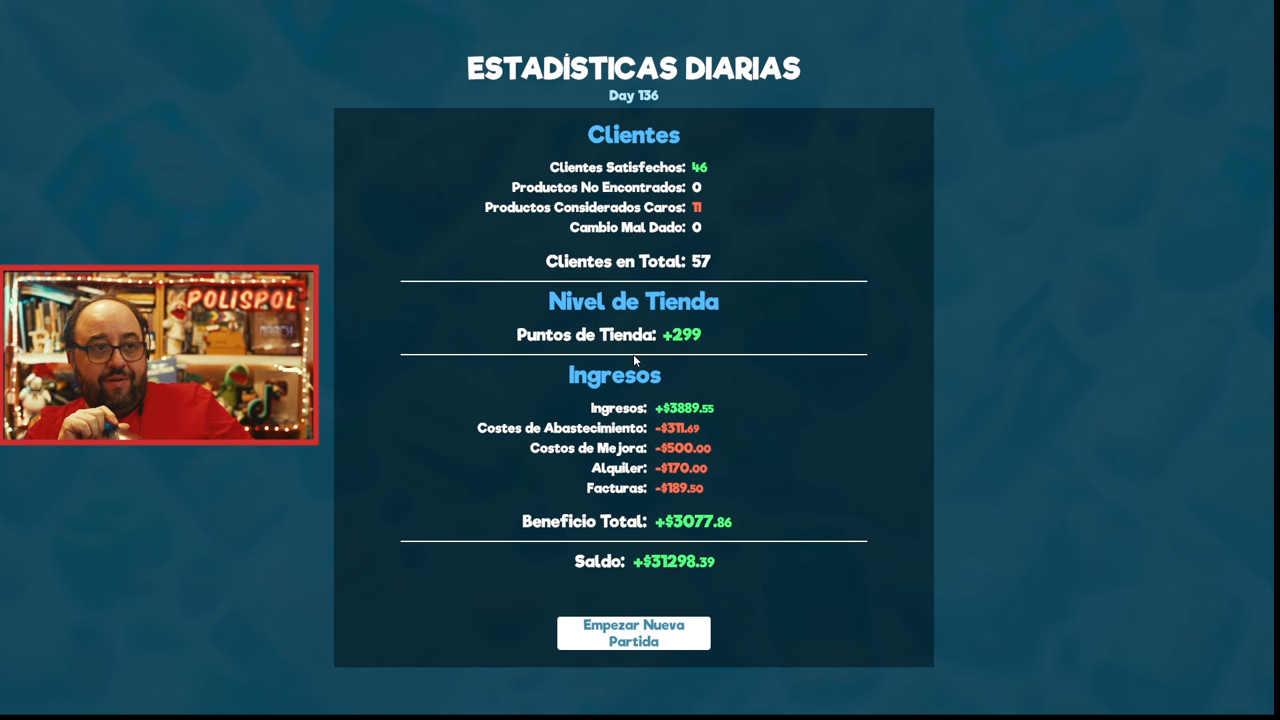 ESTADÍSTICAS DIARIAS
Day 136
Clientes
Clientes Satisfechos: 46
Productos No Encontrados: 0
Productos Considerados Caros: 11
Cambio Mal Dado: 0
Clientes en Total: 57
Nivel de Tienda
Puntos de Tienda: +299
POLISPOL
Ingresos
Ingresos: +$3889.55
Costes de Abastecimiento: -$311.69
Costos de Mejora: -$500.00
Alquiler: -$170.00
Facturas: -$189.50
Beneficio Total: +$3077.86
Saldo: +$31298.39
Empezar Nueva
Partida